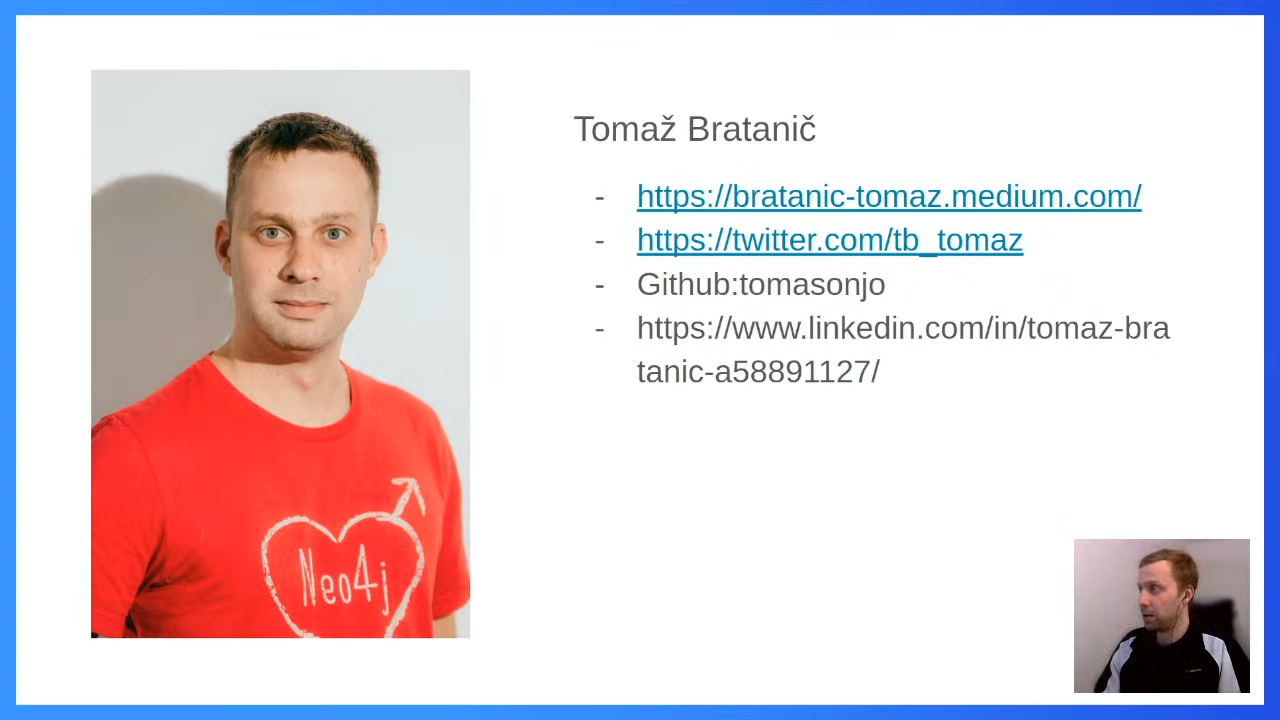 Tomaž Bratanič
- https://bratanic-tomaz.medium.com/
- https://twitter.com/tb_tomaz
- Github:tomasonjo
- https://www.linkedin.com/in/tomaz-bra
tanic-a58891127/
Neo4j